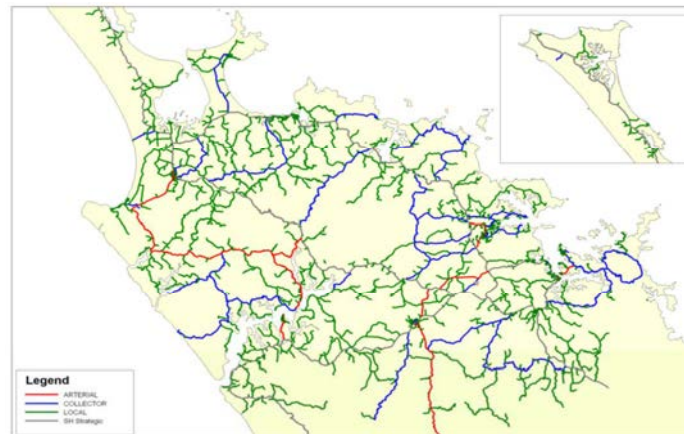 Legend
ARTERIAL
COLLECTOR
LOCAL
SH Strategic